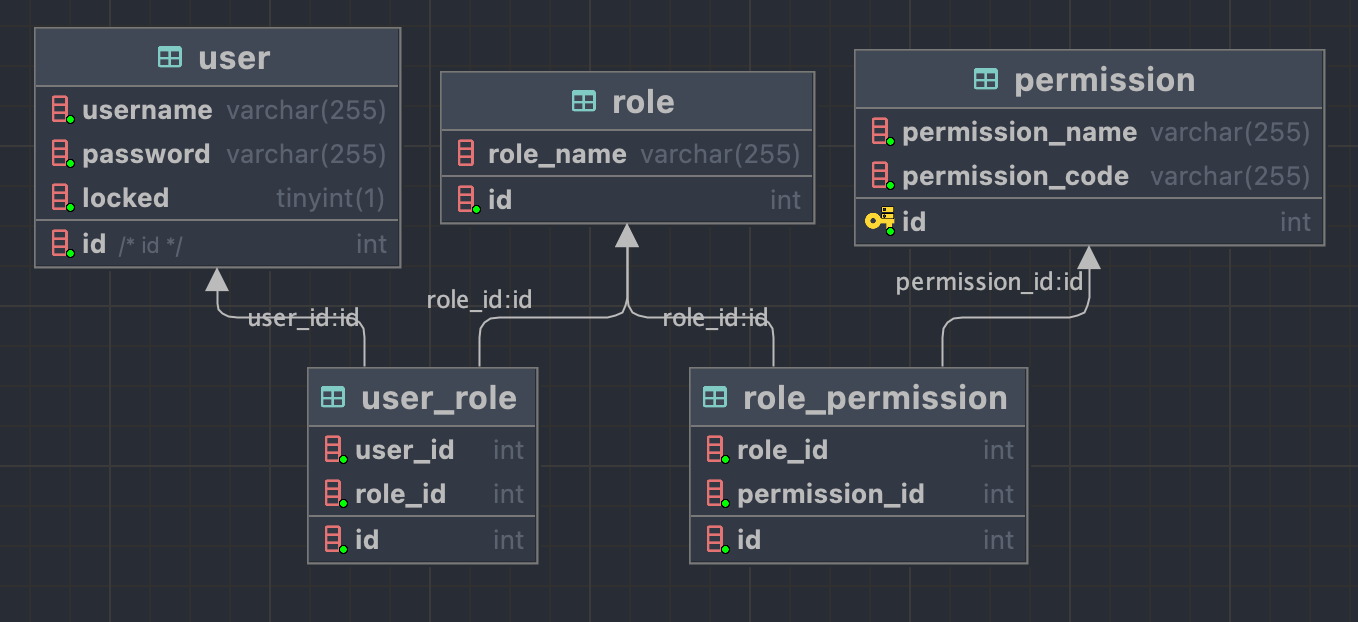 user
username varchar(255)
password varchar(255)
locked tinyint(1)
id /* id */ int
role
role_name varchar(255)
id int
permission
permission_name varchar(255)
permission_code varchar(255)
id int
user_id:id
role_id:id
role_id:id
permission_id:id
user_role
user_id int
role_id int
id int
role_permission
role_id int
permission_id int
id int